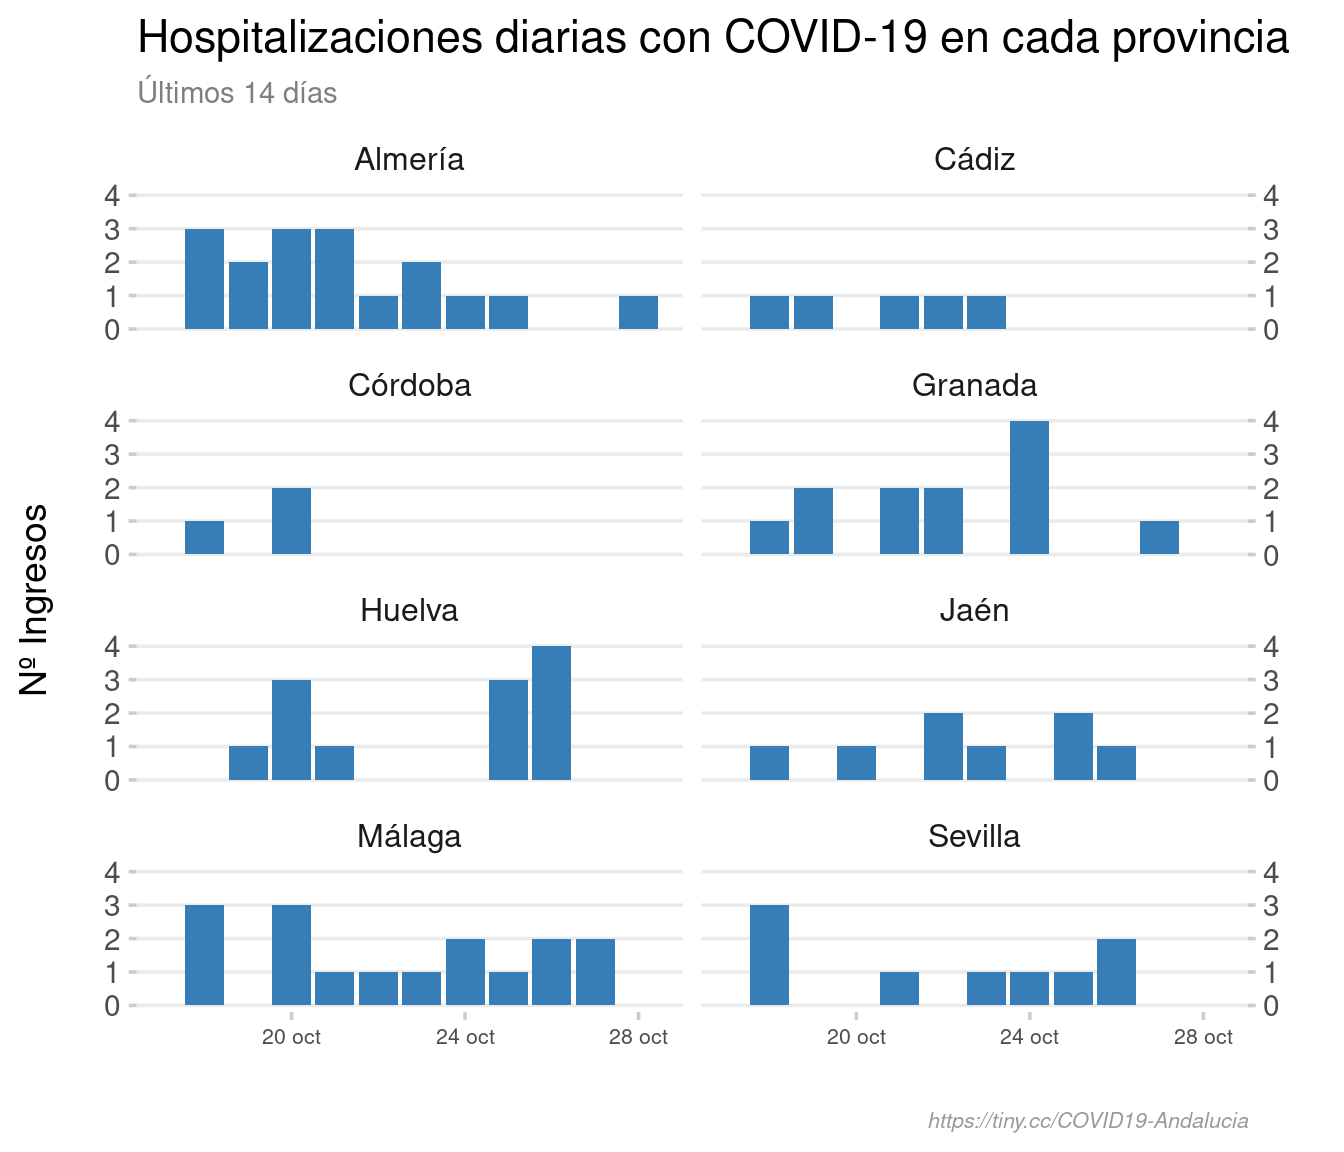 Hospitalizaciones diarias con COVID-19 en cada provincia
Últimos 14 días
Nº Ingresos
Almería
Cádiz
4
3
2
1
0
4
3
2
1
0
Córdoba
Granada
4
3
2
1
0
4
3
2
1
0
Huelva
Jaén
4
3
2
1
0
4
3
2
1
0
Málaga
Sevilla
4
3
2
1
0
4
3
2
1
0
20 oct
24 oct
28 oct
20 oct
24 oct
28 oct
https://tiny.cc/COVID19-Andalucia